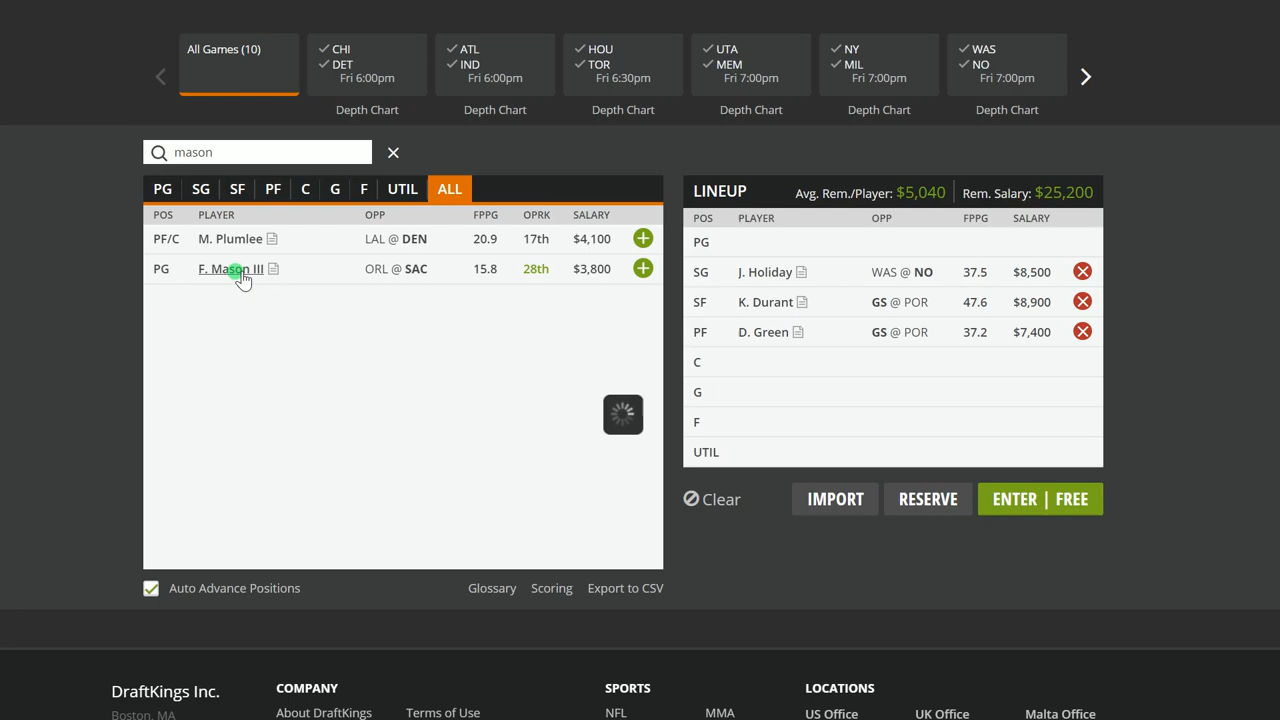 All Games (10)
CHI
DET
Fri 6:00pm
Depth Chart
ATL
IND
Fri 6:00pm
Depth Chart
HOU
TOR
Fri 6:30pm
Depth Chart
UTA
MEM
Fri 7:00pm
Depth Chart
NY
MIL
Fri 7:00pm
Depth Chart
WAS
NO
Fri 7:00pm
Depth Chart
mason
PG SG SF PF C G F UTIL ALL
POS PLAYER OPP FPPG OPRK SALARY
PF/C M. Plumlee LAL @ DEN 20.9 17th $4,100
PG F. Mason III ORL @ SAC 15.8 28th $3,800
Auto Advance Positions Glossary Scoring Export to CSV
LINEUP Avg. Rem./Player: $5,040 Rem. Salary: $25,200
POS PLAYER OPP FPPG SALARY
PG
SG J. Holiday WAS @ NO 37.5 $8,500
SF K. Durant GS @ POR 47.6 $8,900
PF D. Green GS @ POR 37.2 $7,400
C
G
F
UTIL
Clear IMPORT RESERVE ENTER | FREE
DraftKings Inc.
Boston, MA
COMPANY
About DraftKings Terms of Use
SPORTS
NFL MMA
LOCATIONS
US Office UK Office Malta Office